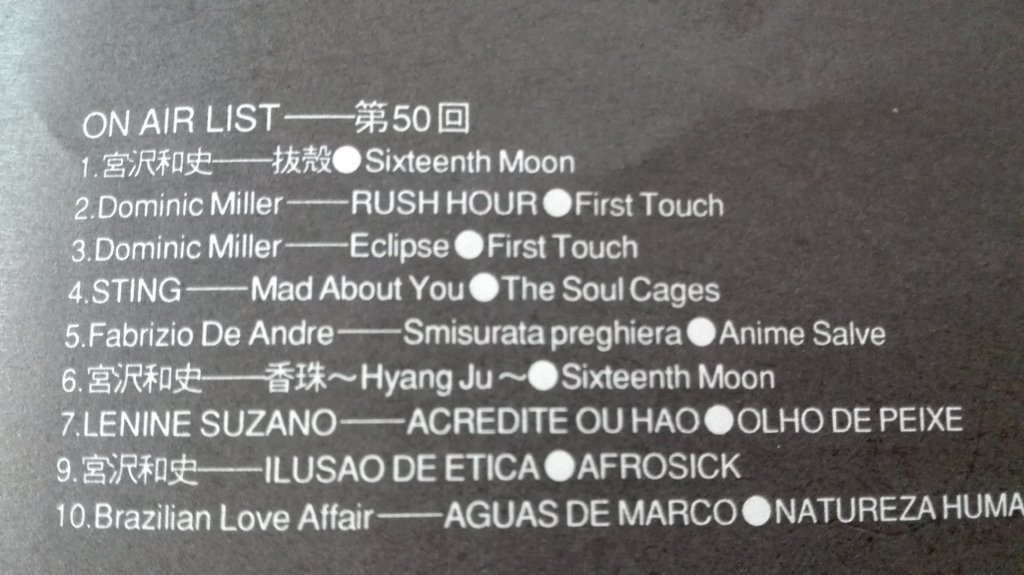 ON AIR LIST——第50回
1.宮沢和史——抜殻●Sixteenth Moon
2.Dominic Miller——RUSH HOUR●First Touch
3.Dominic Miller——Eclipse●First Touch
4.STING——Mad About You●The Soul Cages
5.Fabrizio De Andre——Smisurata preghiera●Anime Salve
6.宮沢和史——香珠〜Hyang Ju〜●Sixteenth Moon
7.LENINE SUZANO——ACREDITE OU HAO●OLHO DE PEIXE
9.宮沢和史——ILUSAO DE ETICA●AFROSICK
10.Brazilian Love Affair——AGUAS DE MARCO●NATUREZA HUMA